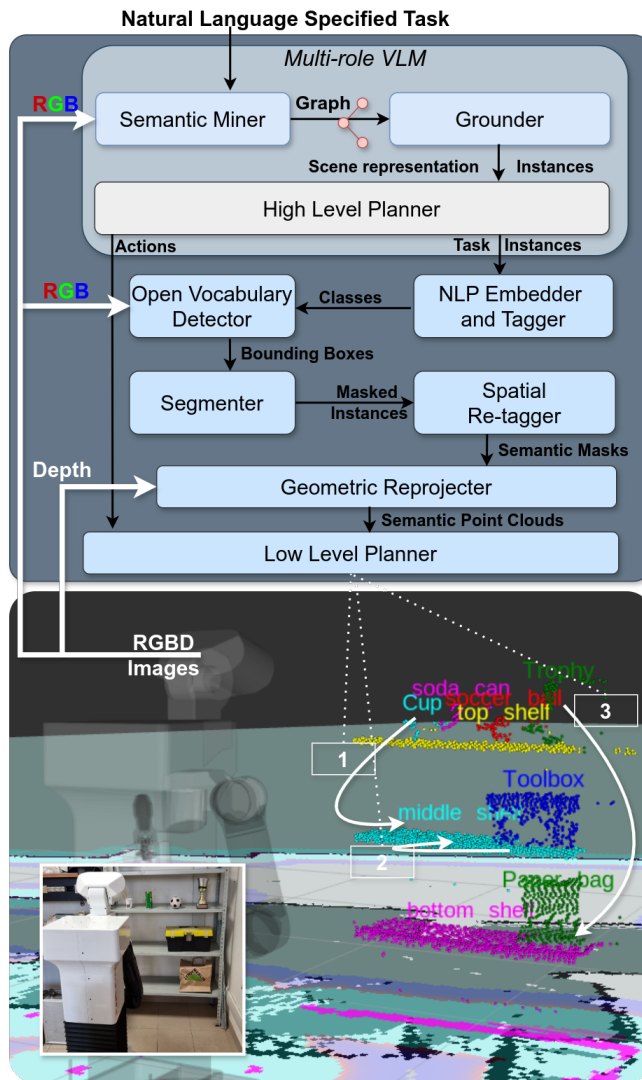 Natural Language Specified Task
Multi-role VLM
RGB
Semantic Miner
Graph
Grounder
Scene representation
Instances
High Level Planner
Actions
Task
Instances
RGB
Open Vocabulary
Detector
Classes
NLP Embedder
and Tagger
Bounding Boxes
Segmenter
Masked
Instances
Spatial
Re-tagger
Semantic Masks
Depth
Geometric Reprojecter
Semantic Point Clouds
Low Level Planner
RGBD
Images
Trophy
soda can
Cup
soccer ball
top shelf
3
1
Toolbox
middle shelf
2
Paper bag
bottom shelf